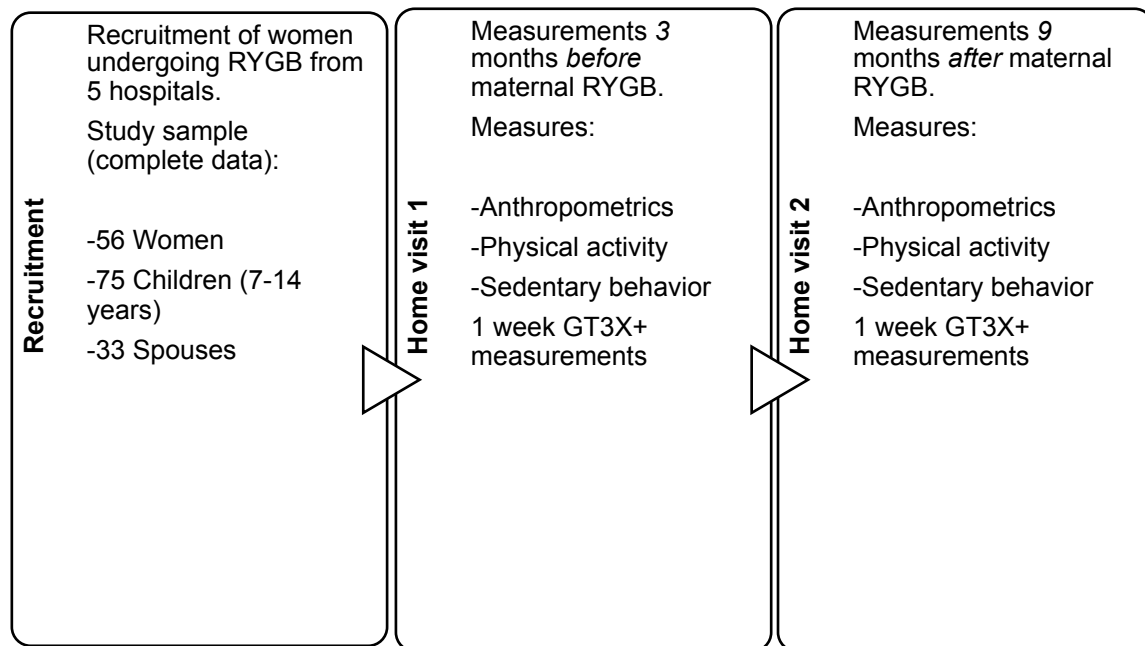 Recruitment
Recruitment of women
undergoing RYGB from
5 hospitals.
Study sample
(complete data):
-56 Women
-75 Children (7-14
years)
-33 Spouses
Home visit 1
Measurements 3
months before
maternal RYGB.
Measures:
-Anthropometrics
-Physical activity
-Sedentary behavior
1 week GT3X+
measurements
Home visit 2
Measurements 9
months after maternal
RYGB.
Measures:
-Anthropometrics
-Physical activity
-Sedentary behavior
1 week GT3X+
measurements